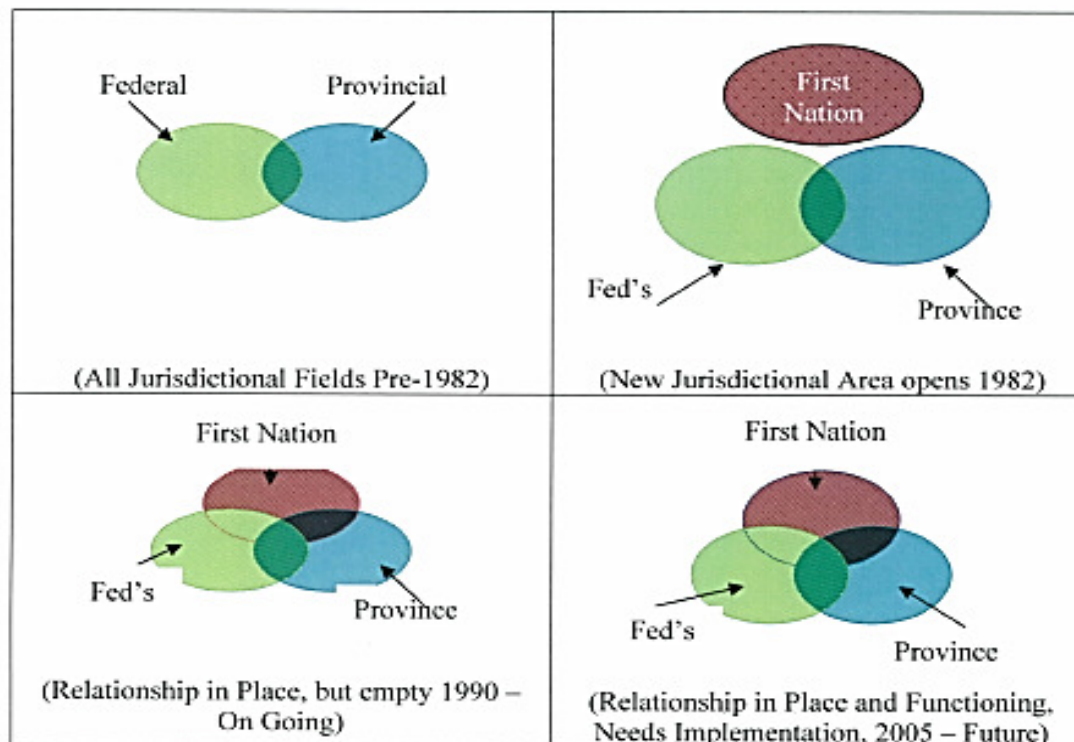 Federal
Provincial
(All Jurisdictional Fields Pre-1982)
First
Nation
Fed's
Province
(New Jurisdictional Area opens 1982)
First Nation
Fed's
Province
(Relationship in Place, but empty 1990 –
On Going)
First Nation
Fed's
Province
(Relationship in Place and Functioning,
Needs Implementation, 2005 – Future)